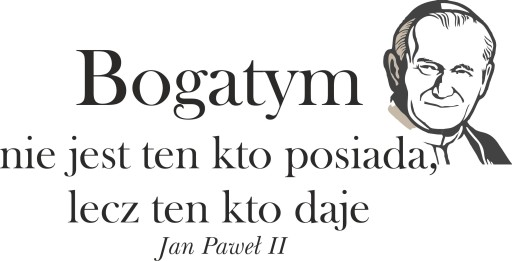 Bogatym
nie jest ten kto posiada,
lecz ten kto daje
Jan Paweł II